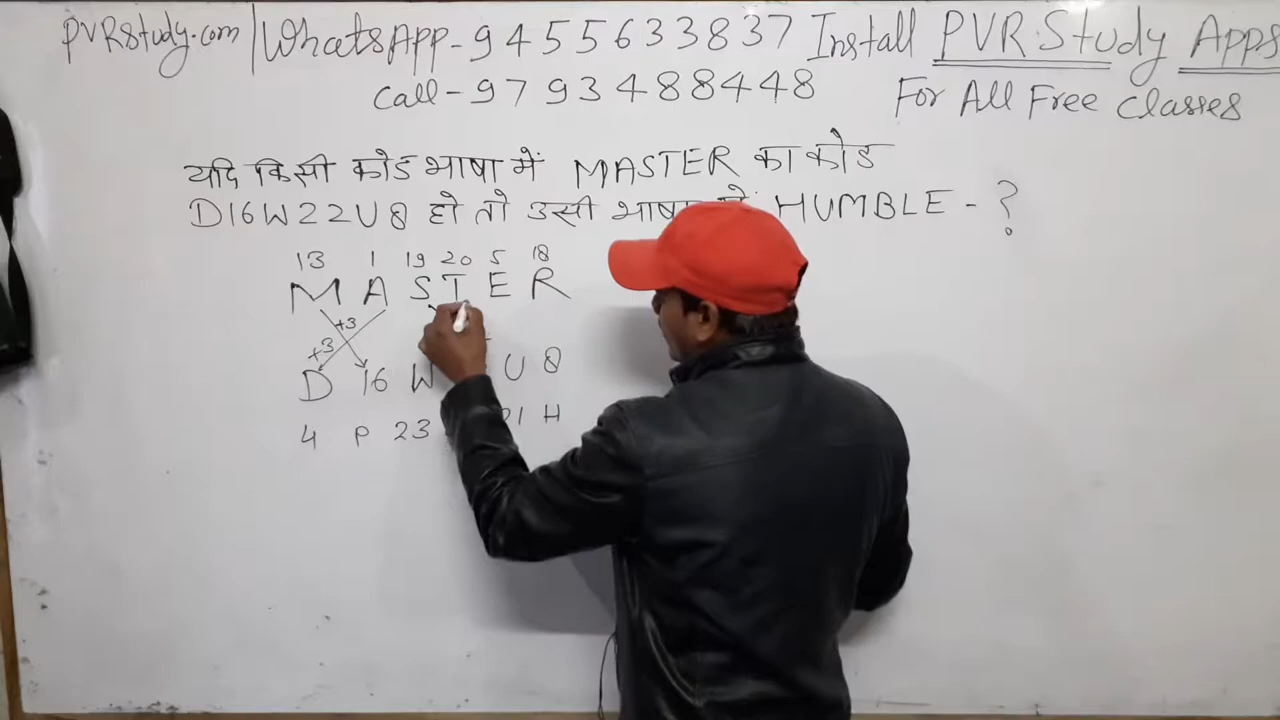 PVRStudy.com | WhatsApp-9455633837 Install PVR Study Apps
Call-9793488448 For All Free Classes
यदि किसी कोड भाषा में MASTER का कोड
D16W22U8 हो तो उसी भाषा में HUMBLE - ?
13 1 19 20 5 18
M A S T E R
+3 +3
D 16 W U 8
4 P 23 21 H